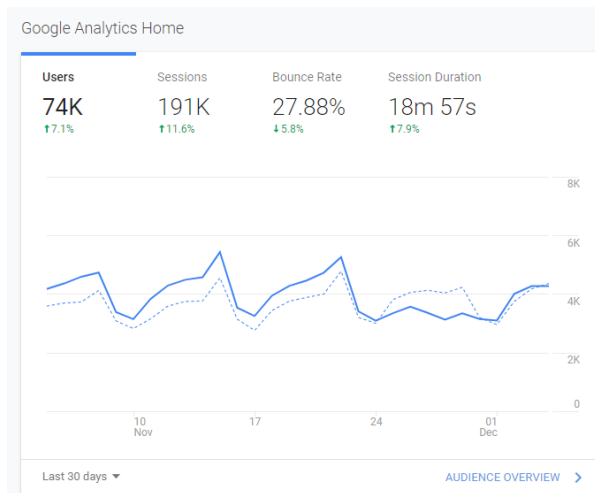 Google Analytics Home
Users Sessions Bounce Rate Session Duration
74K 191K 27.88% 18m 57s
↑7.1% ↑11.6% ↓5.8% ↑7.9%
8K
6K
4K
2K
0
10 17 24 01
Nov Dec
Last 30 days AUDIENCE OVERVIEW